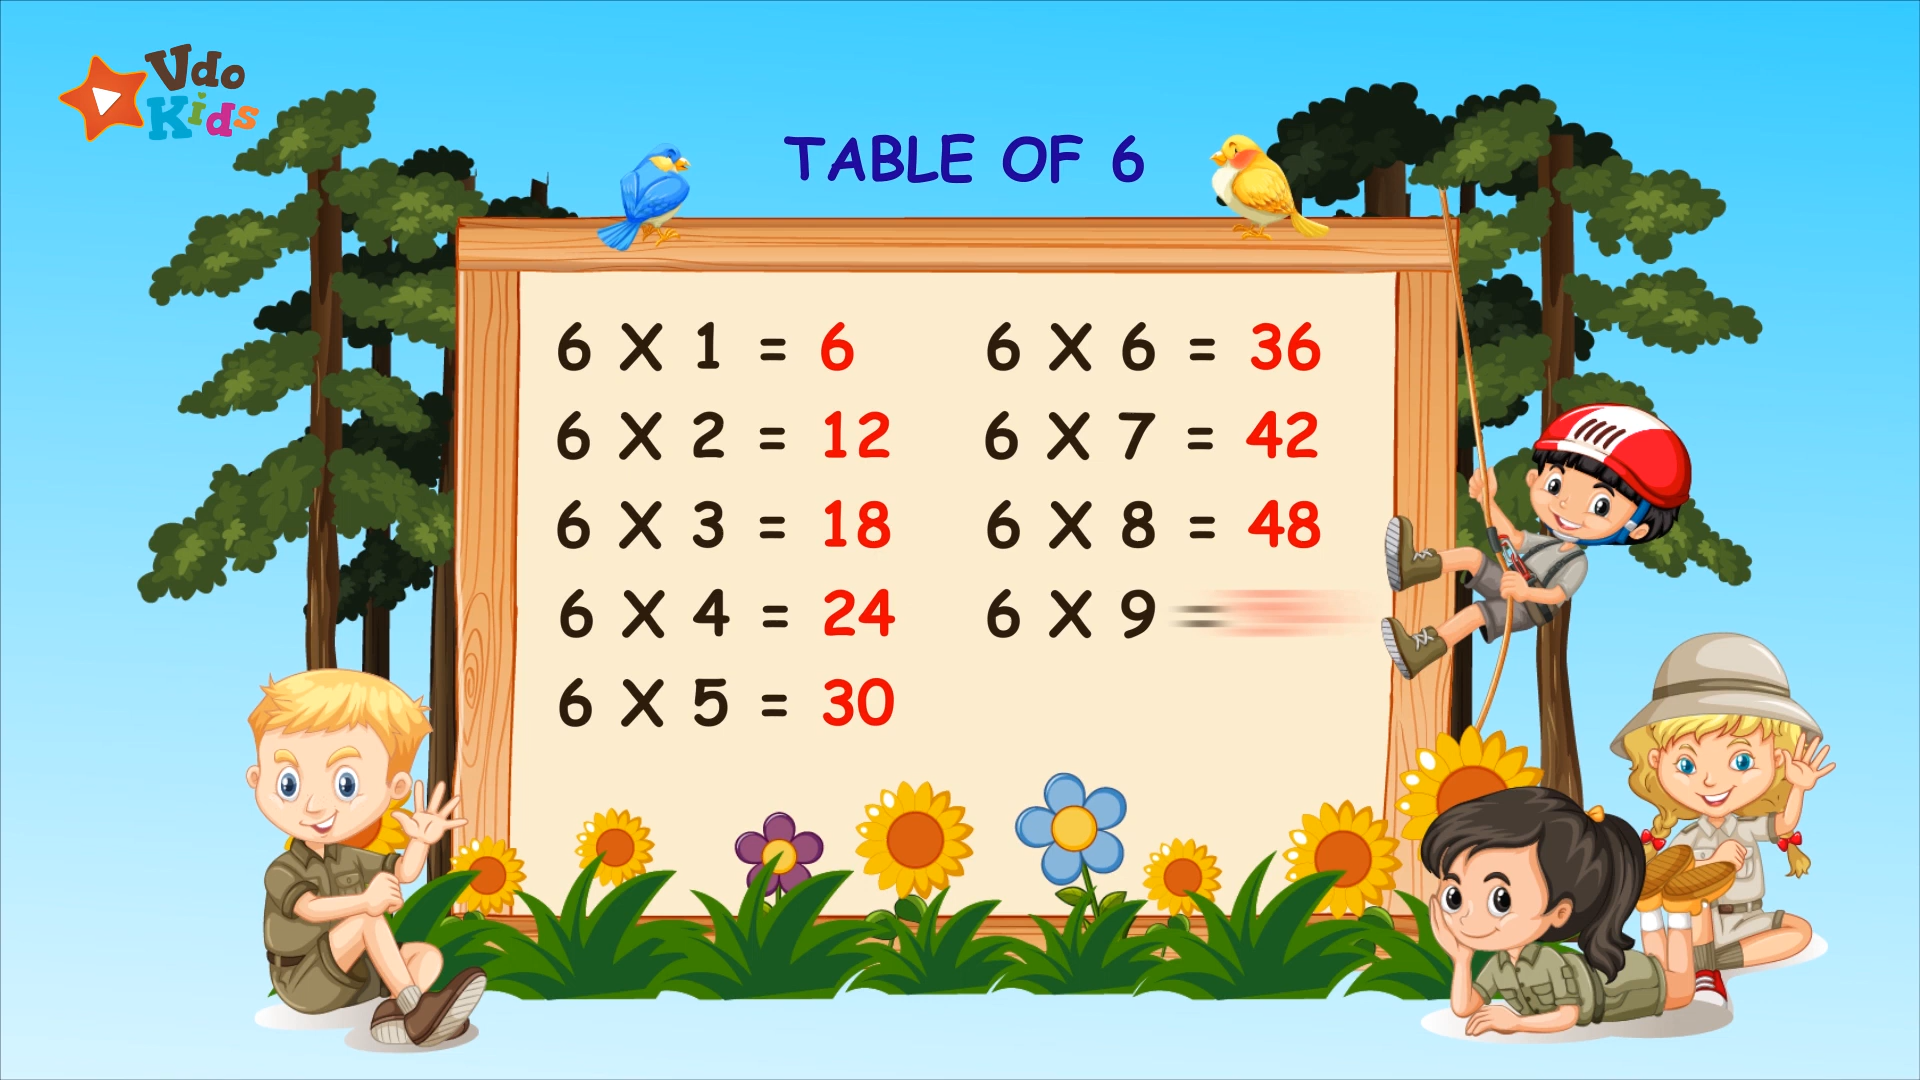 Vdo
Kids
TABLE OF 6
6 X 1 = 6
6 X 2 = 12
6 X 3 = 18
6 X 4 = 24
6 X 5 = 30
6 X 6 = 36
6 X 7 = 42
6 X 8 = 48
6 X 9 =